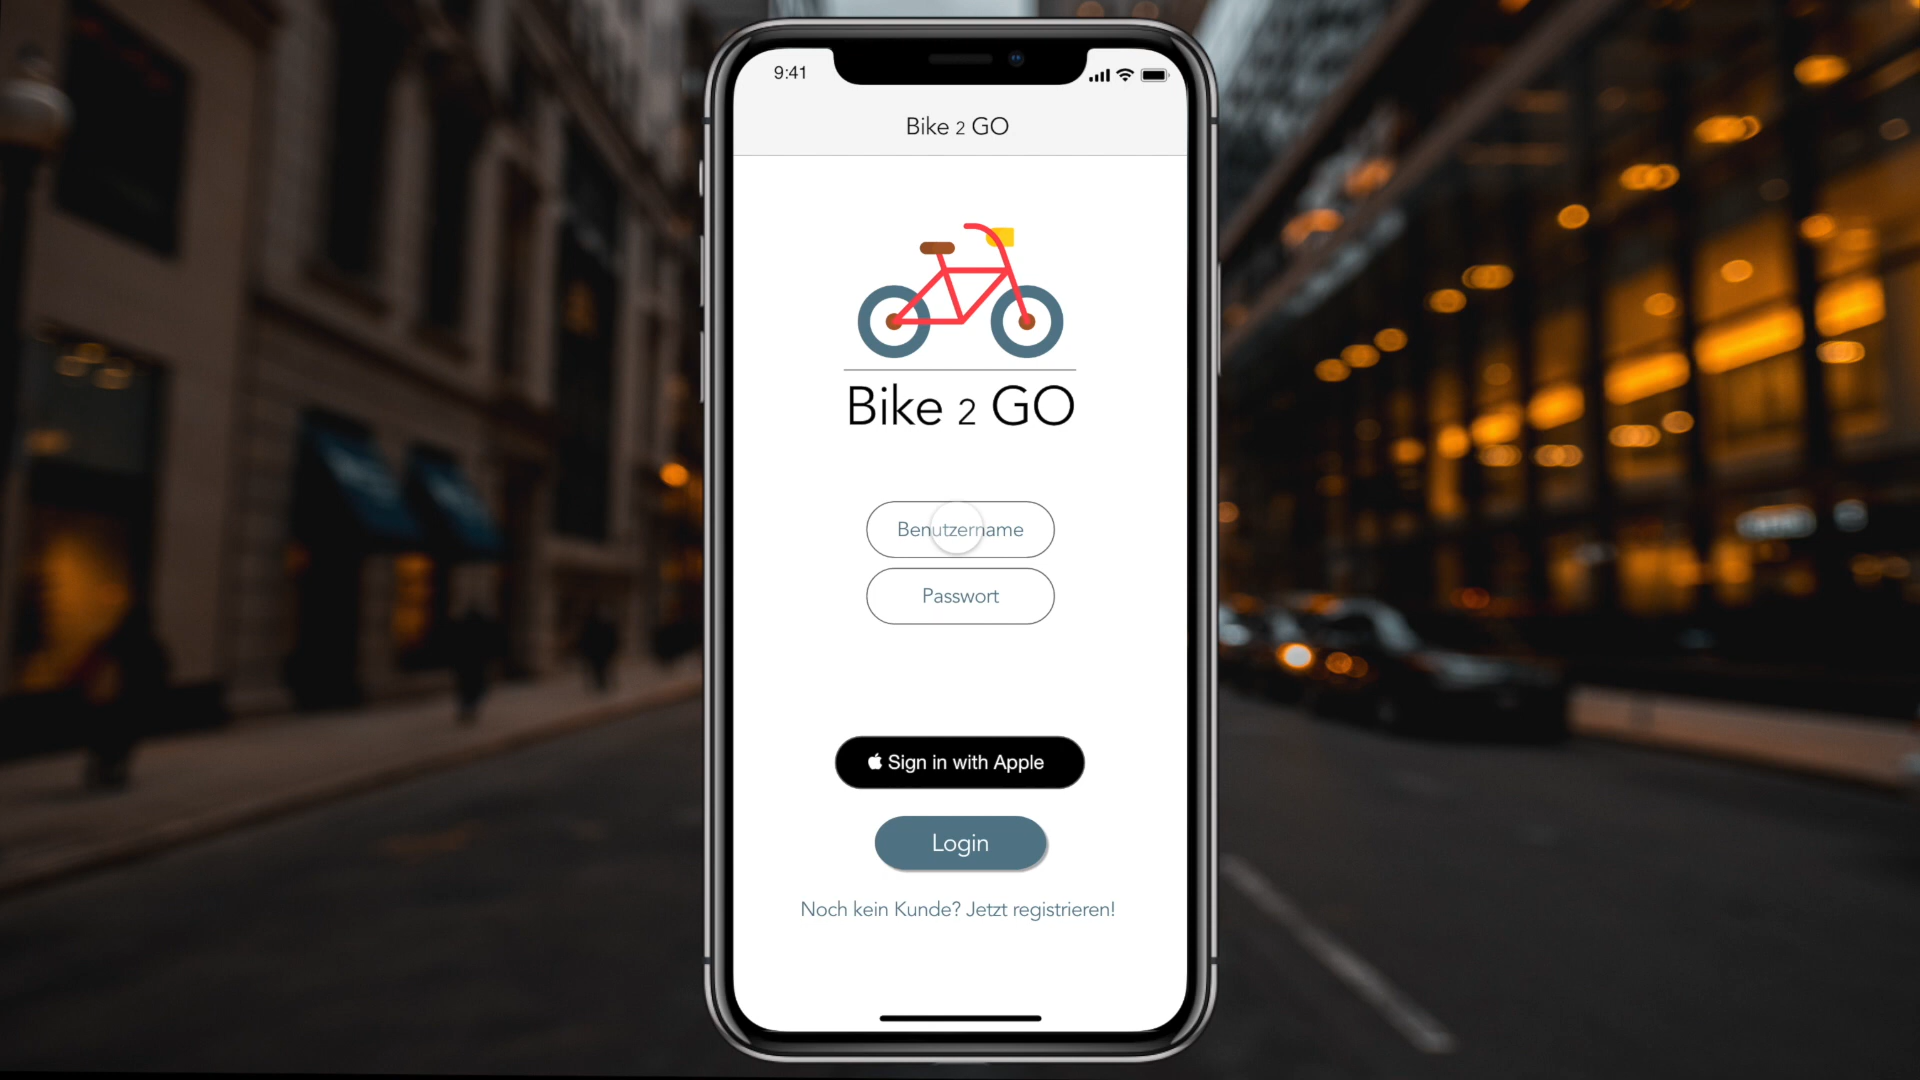 9:41
Bike 2 GO
Bike 2 GO
Benutzername
Passwort
Sign in with Apple
Login
Noch kein Kunde? Jetzt registrieren!